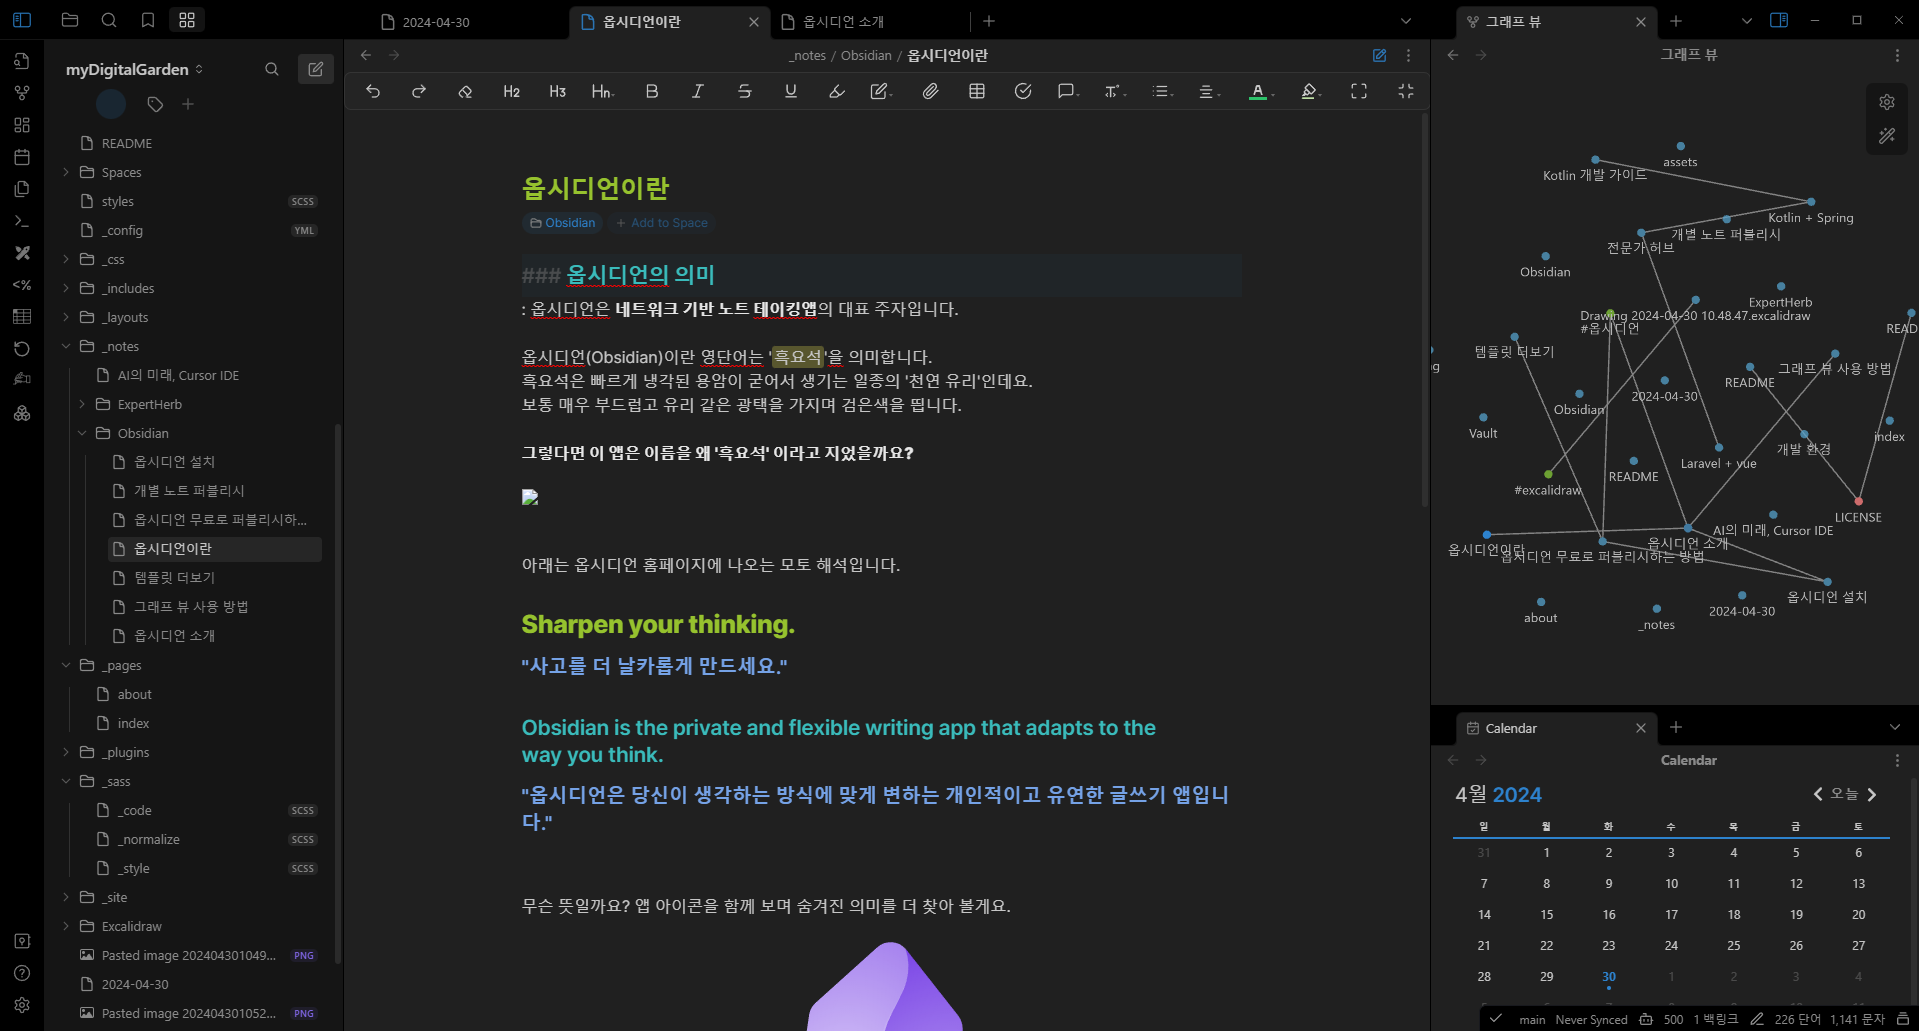 2024-04-30
옵시디언이란
옵시디언 소개
그래프 뷰
myDigitalGarden
README
Spaces
styles SCSS
_config YML
_css
_includes
_layouts
_notes
AI의 미래, Cursor IDE
ExpertHerb
Obsidian
옵시디언 설치
개별 노트 퍼블리시
옵시디언 무료로 퍼블리시하...
옵시디언이란
템플릿 더보기
그래프 뷰 사용 방법
옵시디언 소개
_pages
about
index
_plugins
_sass
_code SCSS
_normalize SCSS
_style SCSS
_site
Excalidraw
Pasted image 202404301049... PNG
2024-04-30
Pasted image 202404301052... PNG
_notes / Obsidian / 옵시디언이란
H2 H3 Hn B I S U A
옵시디언이란
Obsidian + Add to Space
### 옵시디언의 의미
: 옵시디언은 네트워크 기반 노트 테이킹앱의 대표 주자입니다.
옵시디언(Obsidian)이란 영단어는 '흑요석'을 의미합니다.
흑요석은 빠르게 냉각된 용암이 굳어서 생기는 일종의 '천연 유리'인데요.
보통 매우 부드럽고 유리 같은 광택을 가지며 검은색을 띕니다.
그렇다면 이 앱은 이름을 왜 '흑요석' 이라고 지었을까요?
아래는 옵시디언 홈페이지에 나오는 모토 해석입니다.
Sharpen your thinking.
"사고를 더 날카롭게 만드세요."
Obsidian is the private and flexible writing app that adapts to the
way you think.
"옵시디언은 당신이 생각하는 방식에 맞게 변하는 개인적이고 유연한 글쓰기 앱입니
다."
무슨 뜻일까요? 앱 아이콘을 함께 보며 숨겨진 의미를 더 찾아 볼게요.
그래프 뷰
assets
Kotlin 개발 가이드
Kotlin + Spring
개별 노트 퍼블리시
전문가 허브
Obsidian
ExpertHerb
Drawing 2024-04-30 10.48.47.excalidraw
#옵시디언
READ
템플릿 더보기
그래프 뷰 사용 방법
README
2024-04-30
Obsidian
Vault
index
개발 환경
Laravel + vue
README
#excalidraw
LICENSE
AI의 미래, Cursor IDE
옵시디언 소개
옵시디언이란
옵시디언 무료로 퍼블리시하는 방법
옵시디언 설치
about
_notes
2024-04-30
Calendar
Calendar
4월 2024
오늘
일 월 화 수 목 금 토
31 1 2 3 4 5 6
7 8 9 10 11 12 13
14 15 16 17 18 19 20
21 22 23 24 25 26 27
28 29 30 1 2 3 4
main Never Synced 500 1 백링크 226 단어 1,141 문자